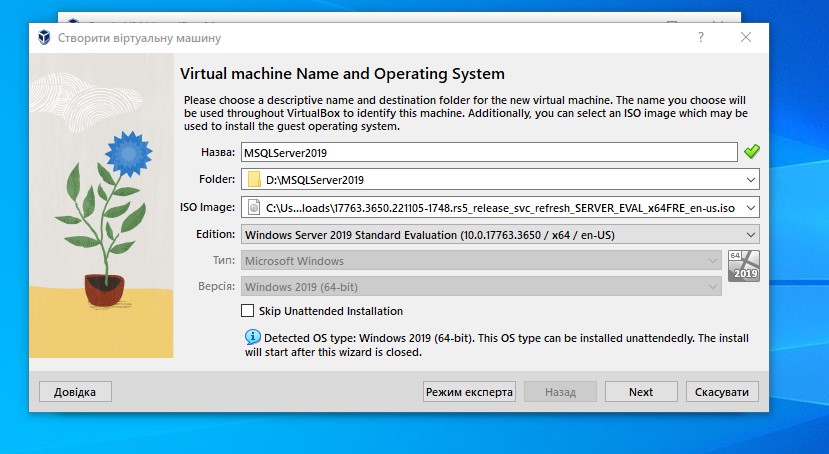 Створити віртуальну машину
?
Virtual machine Name and Operating System
Please choose a descriptive name and destination folder for the new virtual machine. The name you choose will
be used throughout VirtualBox to identify this machine. Additionally, you can select an ISO image which may be
used to install the guest operating system.
Назва: MSQLServer2019
Folder: D:\MSQLServer2019
ISO Image: C:\Us...loads\17763.3650.221105-1748.rs5_release_svc_refresh_SERVER_EVAL_x64FRE_en-us.iso
Edition: Windows Server 2019 Standard Evaluation (10.0.17763.3650 / x64 / en-US)
Тип: Microsoft Windows
64
2019
Версія: Windows 2019 (64-bit)
Skip Unattended Installation
Detected OS type: Windows 2019 (64-bit). This OS type can be installed unattendedly. The install
will start after this wizard is closed.
Довідка Режим експерта Назад Next Скасувати